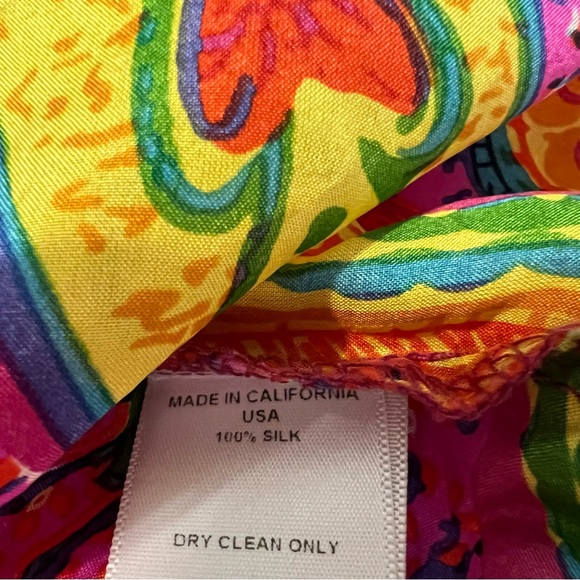 MADE IN CALIFORNIA
USA
100% SILK
DRY CLEAN ONLY